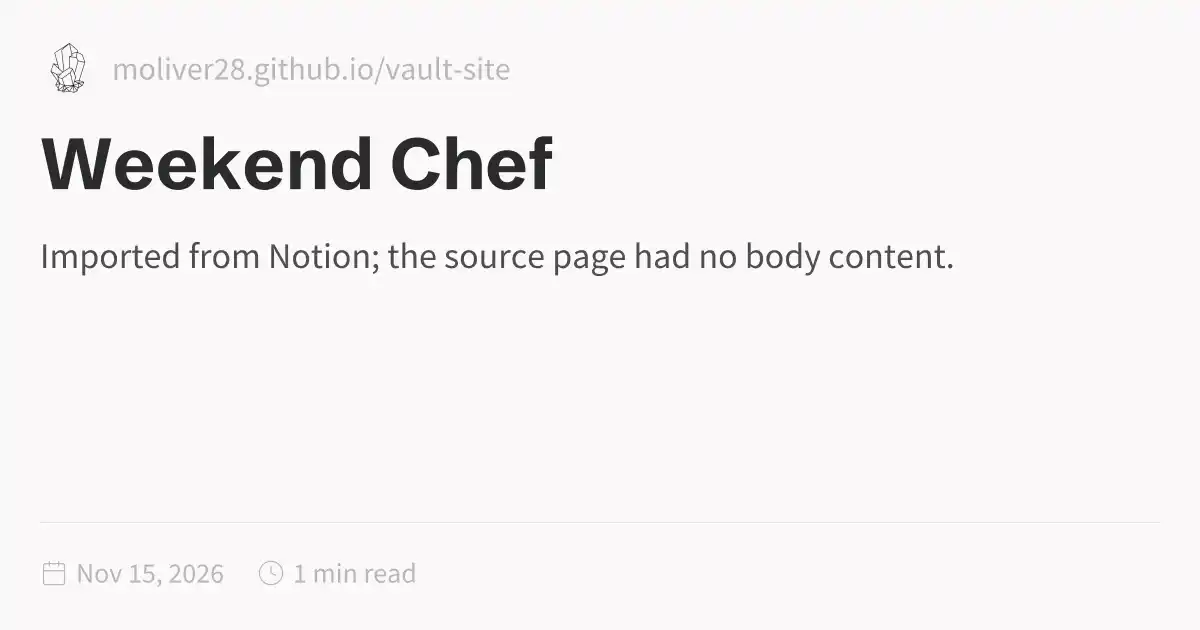 moliver28.github.io/vault-site
Weekend Chef
Imported from Notion; the source page had no body content.
Nov 15, 2026 1 min read